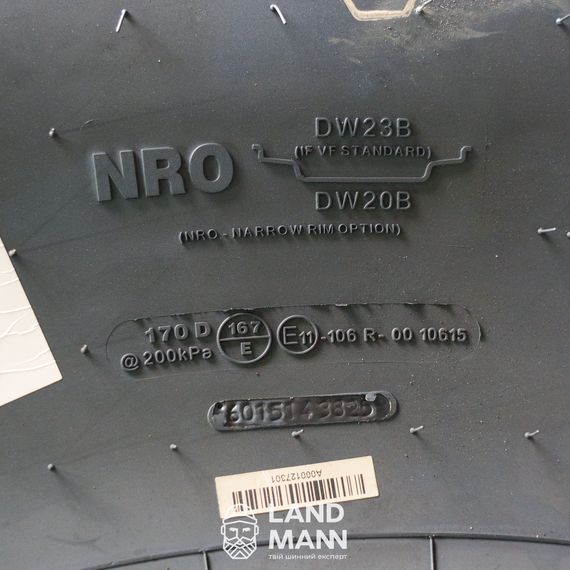 DW23B
(IF VF STANDARD)
NRO
DW20B
(NRO - NARROW RIM OPTION)
170 D
@ 200kPa
167
E
E11 -106 R- 00 10615
A000127301
LAND
MANN
твій шинний експерт